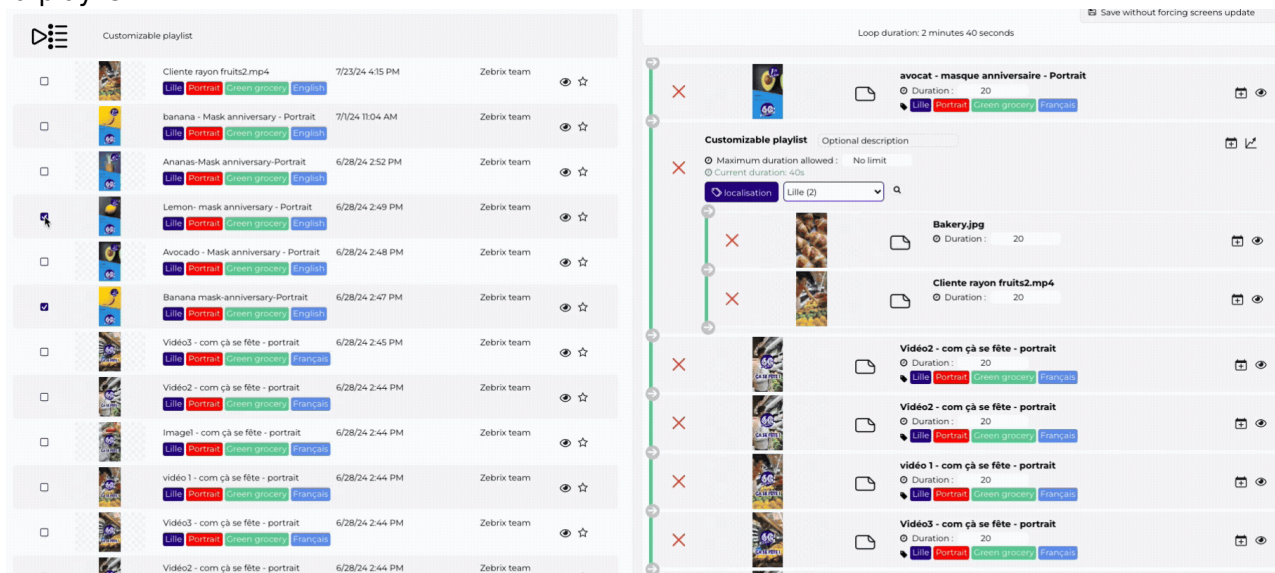 Customizable playlist
Cliente rayon fruits2.mp4 7/23/24 4:15 PM Zebrix team
Lille Portrait Green grocery English
banana - Mask anniversary - Portrait 7/1/24 11:04 AM Zebrix team
Lille Portrait Green grocery English
Ananas-Mask anniversary-Portrait 6/28/24 2:52 PM Zebrix team
Lille Portrait Green grocery English
Lemon- mask anniversary - Portrait 6/28/24 2:49 PM Zebrix team
Lille Portrait Green grocery English
Avocado - Mask anniversary - Portrait 6/28/24 2:48 PM Zebrix team
Lille Portrait Green grocery English
Banana mask-anniversary-Portrait 6/28/24 2:47 PM Zebrix team
Lille Portrait Green grocery English
Vidéo3 - com çà se fête - portrait 6/28/24 2:45 PM Zebrix team
Lille Portrait Green grocery Français
Vidéo2 - com çà se fête - portrait 6/28/24 2:44 PM Zebrix team
Lille Portrait Green grocery Français
Image1 - com çà se fête - portrait 6/28/24 2:44 PM Zebrix team
Lille Portrait Green grocery Français
vidéo 1 - com çà se fête - portrait 6/28/24 2:44 PM Zebrix team
Lille Portrait Green grocery Français
Vidéo3 - com çà se fête - portrait 6/28/24 2:44 PM Zebrix team
Lille Portrait Green grocery Français
Vidéo2 - com çà se fête - portrait 6/28/24 2:44 PM Zebrix team
Save without forcing screens update
Loop duration: 2 minutes 40 seconds
avocat - masque anniversaire - Portrait
Duration : 20
Lille Portrait Green grocery Français
Customizable playlist Optional description
Maximum duration allowed : No limit
Current duration: 40s
localisation Lille (2)
Bakery.jpg
Duration : 20
Cliente rayon fruits2.mp4
Duration : 20
Vidéo2 - com çà se fête - portrait
Duration : 20
Lille Portrait Green grocery Français
Vidéo2 - com çà se fête - portrait
Duration : 20
Lille Portrait Green grocery Français
vidéo 1 - com çà se fête - portrait
Duration : 20
Lille Portrait Green grocery Français
Vidéo3 - com çà se fête - portrait
Duration : 20
Lille Portrait Green grocery Français